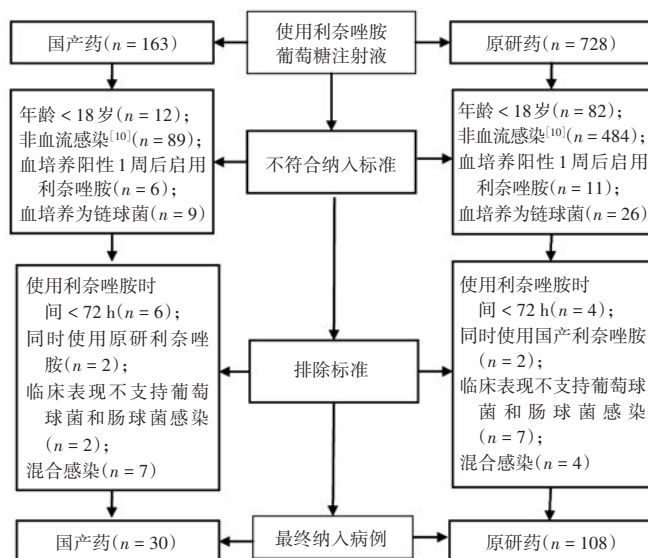 国产药(n = 163)
使用利奈唑胺
葡萄糖注射液
原研药(n = 728)
年龄 < 18岁(n = 12);
非血流感染[10](n = 89);
血培养阳性1周后启用
利奈唑胺(n = 6);
血培养为链球菌(n = 9)
不符合纳入标准
年龄 < 18岁(n = 82);
非血流感染[10](n = 484);
血培养阳性1周后启用
利奈唑胺(n = 11);
血培养为链球菌(n = 26)
使用利奈唑胺时
间 < 72 h(n = 6);
同时使用原研利奈唑
胺(n = 2);
临床表现不支持葡萄
球菌和肠球菌感染
(n = 2);
混合感染(n = 7)
排除标准
使用利奈唑胺时
间 < 72 h(n = 4);
同时使用国产利奈唑胺
(n = 2);
临床表现不支持葡萄球
菌和肠球菌感染
(n = 7);
混合感染(n = 4)
国产药(n = 30)
最终纳入病例
原研药(n = 108)